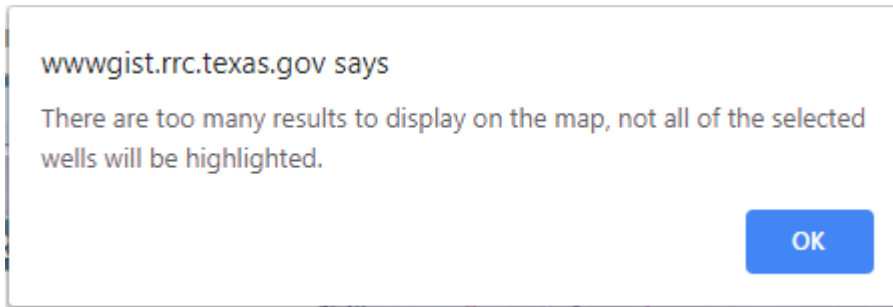 wwwgist.rrc.texas.gov says
There are too many results to display on the map, not all of the selected
wells will be highlighted.
OK